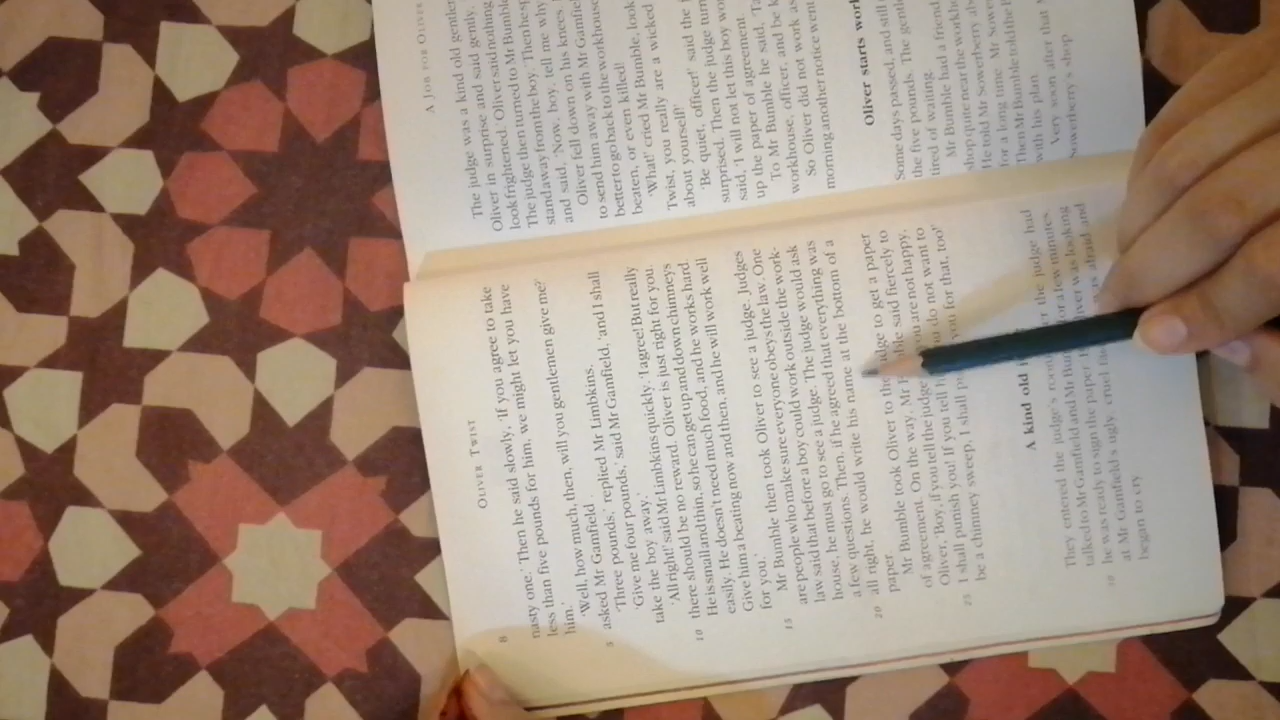 8
OLIVER TWIST
nasty one.' Then he said slowly, 'If you agree to take
less than five pounds for him, we might let you have
him.'
'Well, how much, then, will you gentlemen give me?'
5 asked Mr Gamfield.
'Three pounds,' replied Mr Limbkins.
'Give me four pounds,' said Mr Gamfield, 'and I shall
take the boy away.'
'All right!' said Mr Limbkins quickly. 'I agree! But really
10 there should be no reward. Oliver is just right for you.
He is small and thin, so he can get up and down chimneys
easily. He doesn't need much food, and he works hard.
Give him a beating now and then, and he will work well
for you.'
15 Mr Bumble then took Oliver to see a judge. Judges
are people who make sure everyone obeys the law. One
law said that before a boy could work outside the work-
house, he must go to see a judge. The judge would ask
a few questions. Then, if he agreed that everything was
20 all right, he would write his name at the bottom of a
paper.
Mr Bumble took Oliver to the judge to get a paper
of agreement. On the way, Mr said fiercely to
Oliver, 'Boy, if you tell the judge you are not happy,
25 I shall punish you! If you tell do not want to
be a chimney sweep, I shall you for that, too!'
A kind old
They entered the judge's the judge had
talked to Mr Gamfield and Mr for a few minutes
30 he was ready to sign the paper. was looking
at Mr Gamfield's ugly, cruel afraid and
began to cry
A JOB FOR OLIVER
The judge was a kind old
Oliver in surprise and said gently,
look frightened. Oliver said nothing.
The judge then turned to Mr
stand away from the boy. Then he
and said, 'Now, boy, tell me why
Oliver fell down on his knees,
to send him away with Mr
better to go back to the workhouse
beaten, or even killed!
'What!' cried Mr Bumble,
Twist, you really are a wicked
about yourself!'
'Be quiet, officer!' said the
surprised. Then the judge
said, 'I will not let this boy
up the paper of agreement.
To Mr Bumble he said,
workhouse, officer, and be
So Oliver did not work
morning another notice went
Oliver starts
Some days passed, and still
the five pounds. The
tired of waiting.
Mr Bumble had a friend
shop quite near the
He told Mr Sowerberry
for a long time. Mr
Then Mr Bumble told the
with his plan.
Very soon after that
Sowerberry's shop